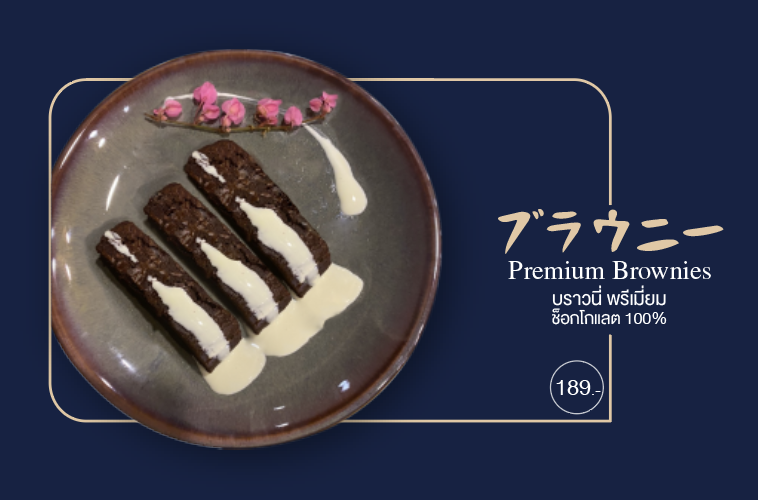 ブラウニー
Premium Brownies
บราวนี่ พรีเมี่ยม
ช็อกโกแลต 100%
189.-